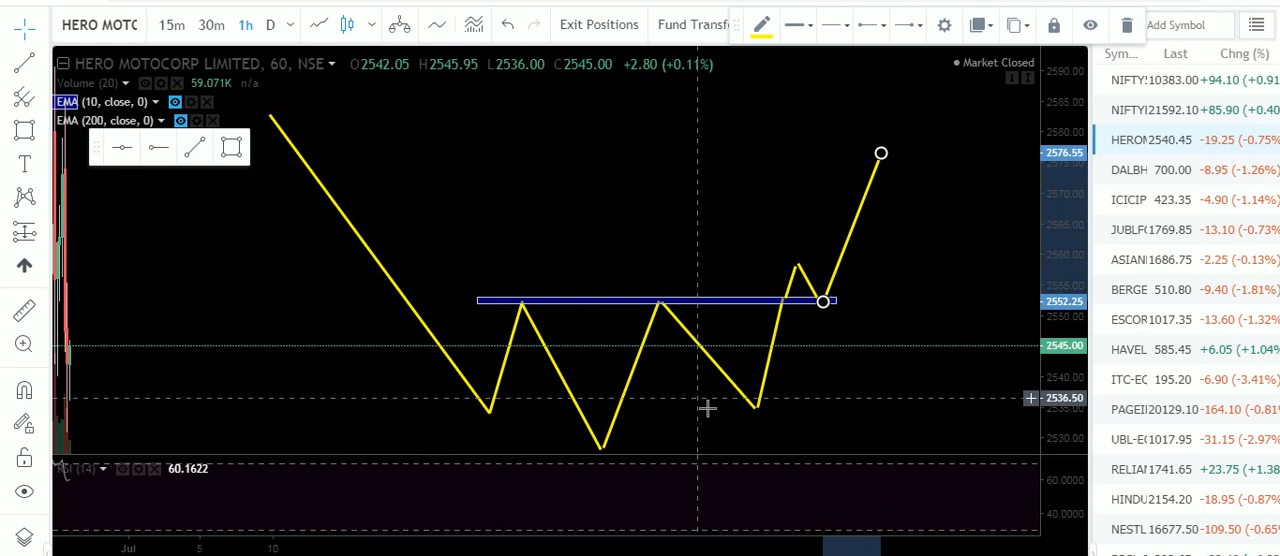 HERO MOTC 15m 30m 1h D Exit Positions Fund Transf Add Symbol
HERO MOTOCORP LIMITED, 60, NSE O2542.05 H2545.95 L2536.00 C2545.00 +2.80 (+0.11%) Market Closed
Volume (20) 59.071K n/a
EMA (10, close, 0)
EMA (200, close, 0)
T
2590.00
2585.00
2580.00
2576.55
2575.00
2570.00
2565.00
2560.00
2555.00
2552.25
2550.00
2545.00
2540.00
2536.50
2535.00
2530.00
RSI (14) 60.1622
60.0000
40.0000
Jul 5 10
Sym... Last Chng (%)
NIFTY 10383.00 +94.10 (+0.91
NIFTY 21592.10 +85.90 (+0.40
HERO 2540.45 -19.25 (-0.75%
DALBH 700.00 -8.95 (-1.26%)
ICICIP 423.35 -4.90 (-1.14%)
JUBLF 1769.85 -13.10 (-0.73%
ASIAN 1686.75 -2.25 (-0.13%)
BERGE 510.80 -9.40 (-1.81%)
ESCOR 1017.35 -13.60 (-1.32%
HAVEL 585.45 +6.05 (+1.04%
ITC-EC 195.20 -6.90 (-3.41%)
PAGEII 20129.10 -164.10 (-0.81%
UBL-E 1017.95 -31.15 (-2.97%
RELIA 1741.65 +23.75 (+1.38
HINDU 2154.20 -18.95 (-0.87%
NESTL 16677.50 -109.50 (-0.65%